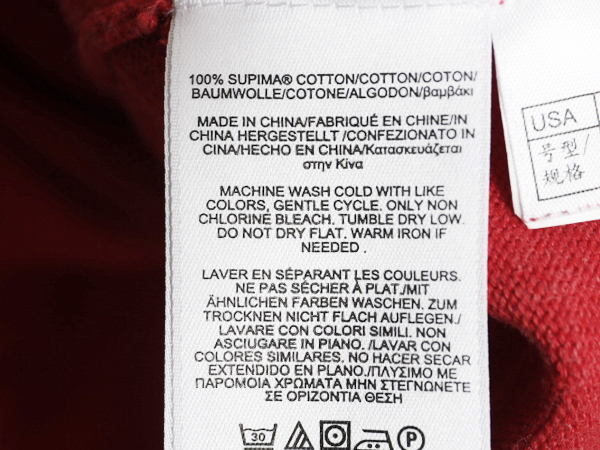 100% SUPIMA® COTTON/COTTON/COTON/
BAUMWOLLE/COTONE/ALGODON/βαμβάκι
MADE IN CHINA/FABRIQUÉ EN CHINE/IN
CHINA HERGESTELLT /CONFEZIONATO IN
CINA/HECHO EN CHINA/Κατασκευάζεται
στην Κίνα
MACHINE WASH COLD WITH LIKE
COLORS, GENTLE CYCLE. ONLY NON
CHLORINE BLEACH. TUMBLE DRY LOW.
DO NOT DRY FLAT. WARM IRON IF
NEEDED .
LAVER EN SÉPARANT LES COULEURS.
NE PAS SÉCHER À PLAT./MIT
ÄHNLICHEN FARBEN WASCHEN. ZUM
TROCKNEN NICHT FLACH AUFLEGEN./
LAVARE CON COLORI SIMILI. NON
ASCIUGARE IN PIANO. /LAVAR CON
COLORES SIMILARES. NO HACER SECAR
EXTENDIDO EN PLANO./ΠΛΥΣΙΜΟ ΜΕ
ΠΑΡΟΜΟΙΑ ΧΡΩΜΑΤΑ ΜΗΝ ΣΤΕΓΝΩΝΕΤΕ
ΣΕ ΟΡΙΖΟΝΤΙΑ ΘΕΣΗ
30 P
USA
号型/
规格